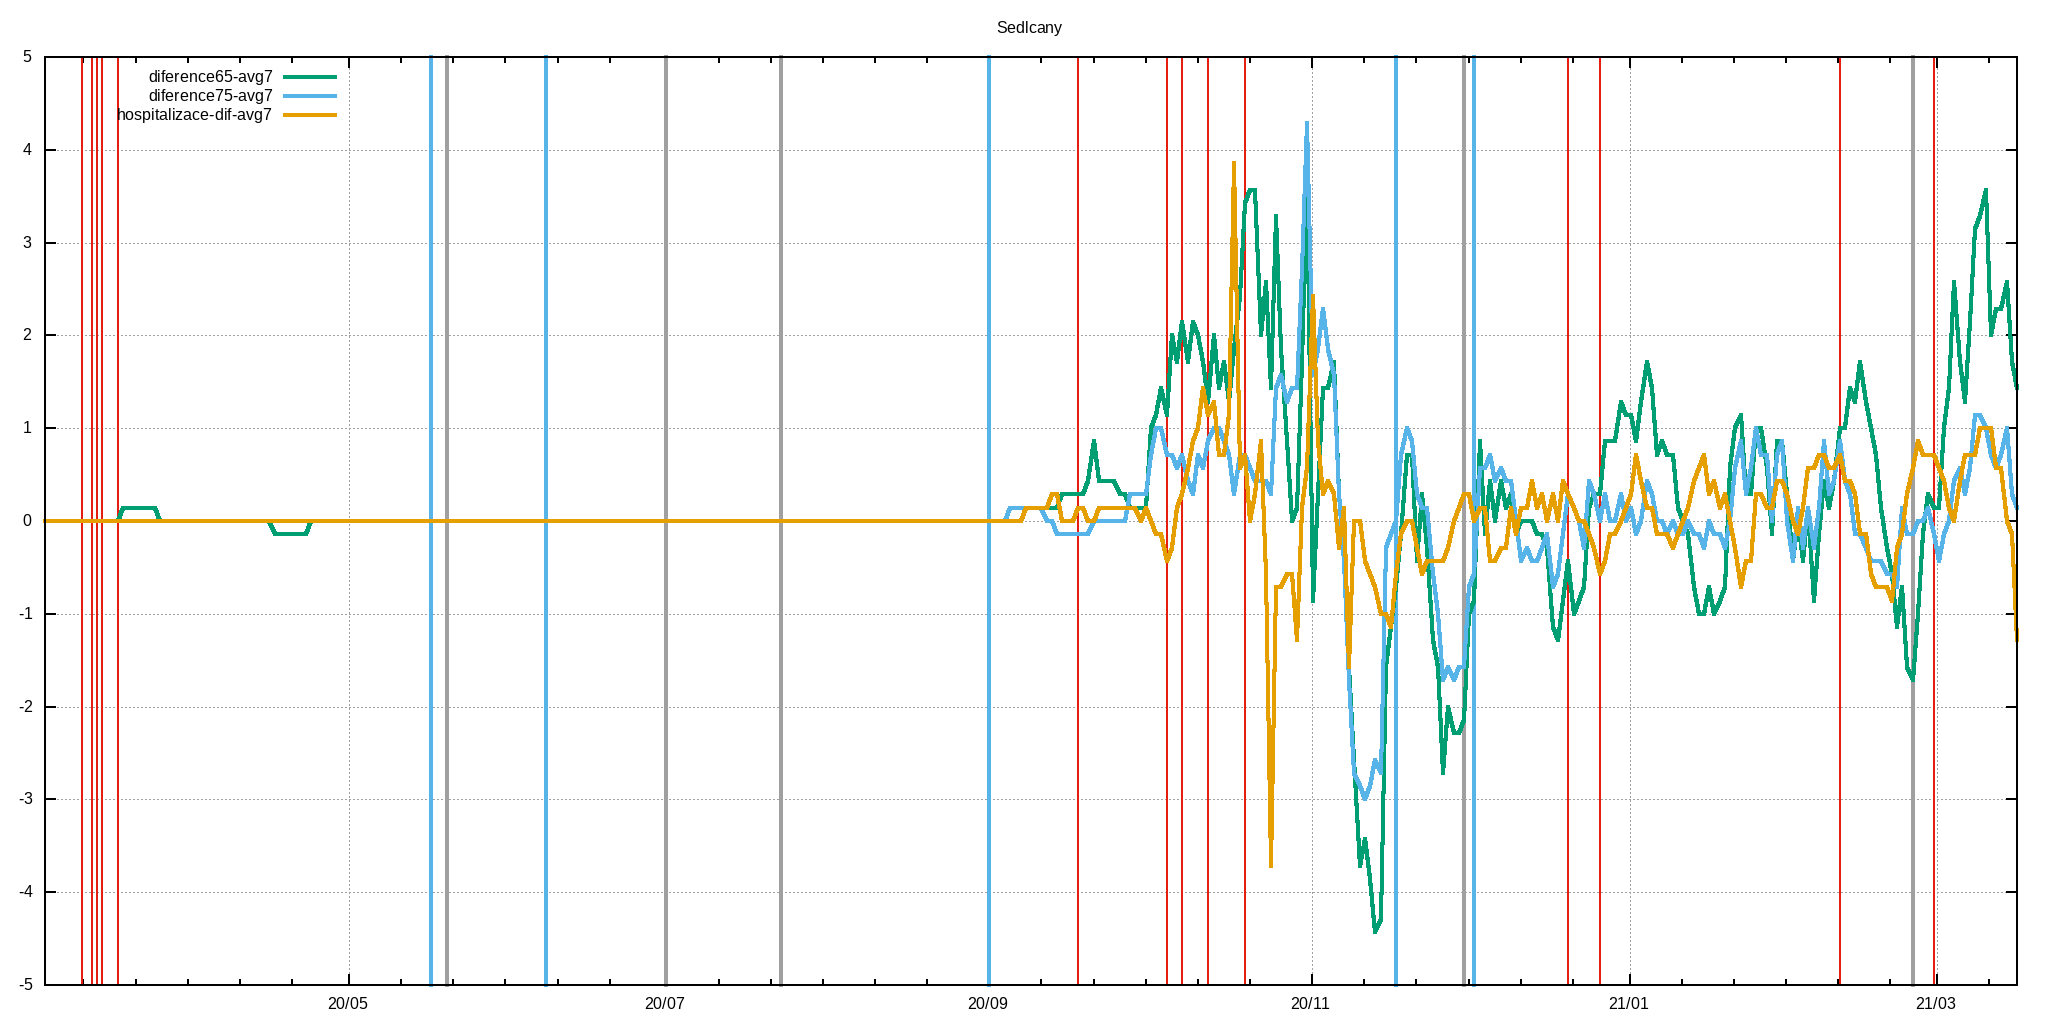 Sedlcany
diference65-avg7
diference75-avg7
hospitalizace-dif-avg7
5
4
3
2
1
0
-1
-2
-3
-4
-5
20/05 20/07 20/09 20/11 21/01 21/03